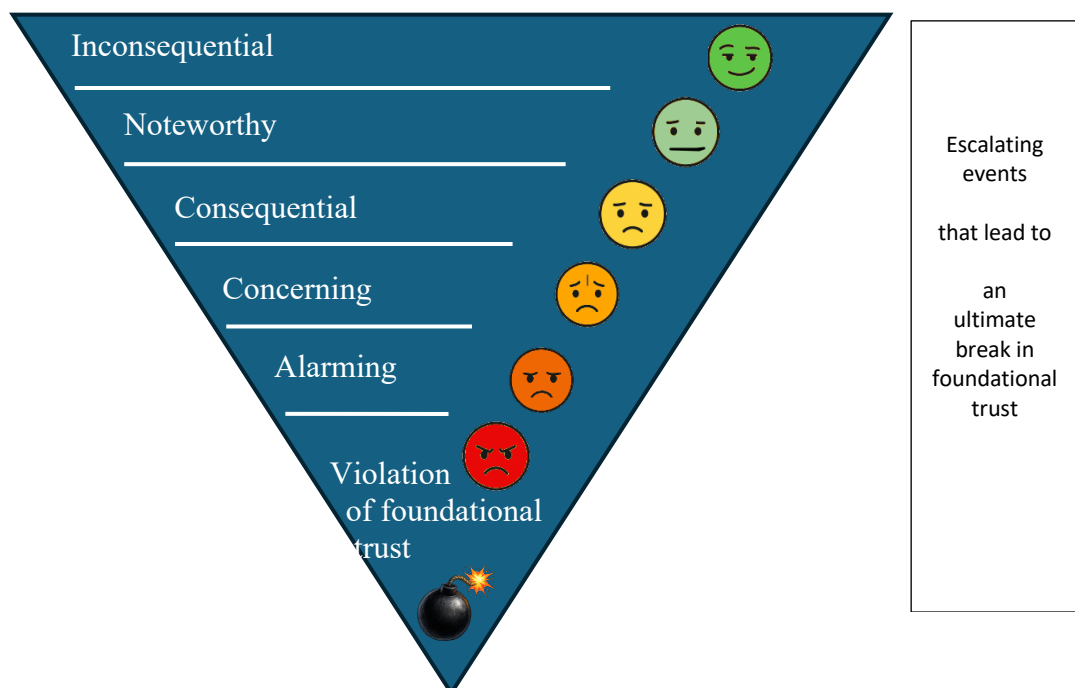 Inconsequential
Noteworthy
Consequential
Concerning
Alarming
Violation
of foundational
trust
Escalating
events
that lead to
an
ultimate
break in
foundational
trust